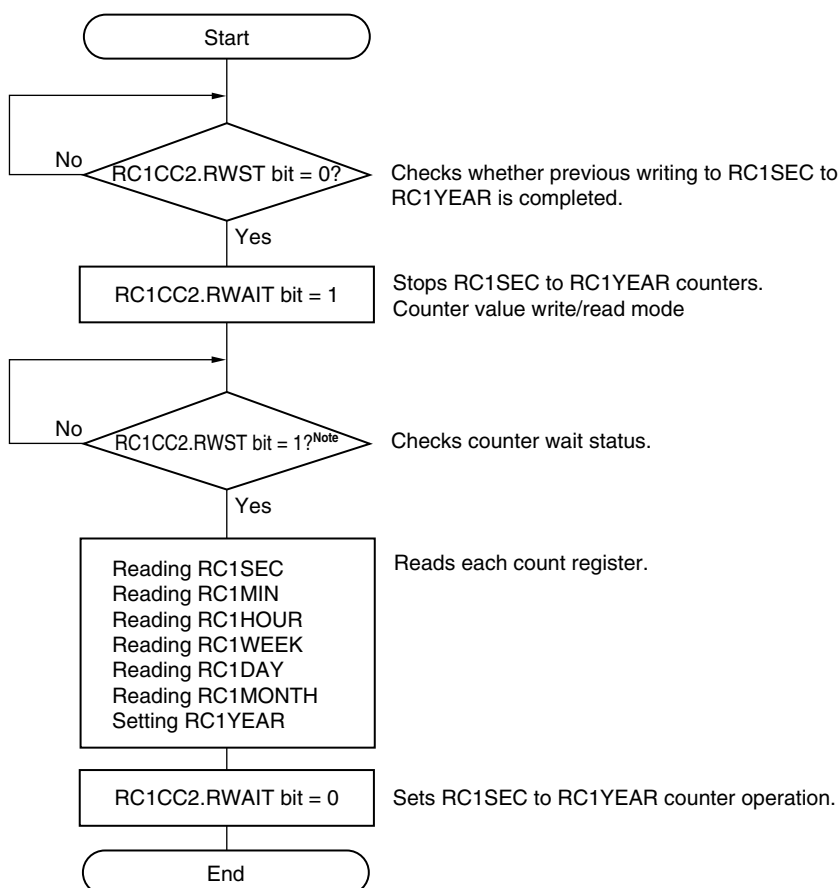 Start
No
RC1CC2.RWST bit = 0?
Checks whether previous writing to RC1SEC to
RC1YEAR is completed.
Yes
RC1CC2.RWAIT bit = 1
Stops RC1SEC to RC1YEAR counters.
Counter value write/read mode
No
RC1CC2.RWST bit = 1?Note
Checks counter wait status.
Yes
Reading RC1SEC
Reading RC1MIN
Reading RC1HOUR
Reading RC1WEEK
Reading RC1DAY
Reading RC1MONTH
Setting RC1YEAR
Reads each count register.
RC1CC2.RWAIT bit = 0
Sets RC1SEC to RC1YEAR counter operation.
End